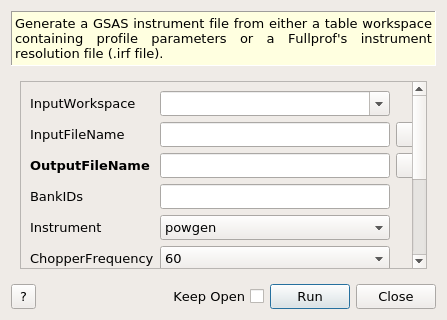 Generate a GSAS instrument file from either a table workspace
containing profile parameters or a Fullprof's instrument
resolution file (.irf file).
InputWorkspace
InputFileName
OutputFileName
BankIDs
Instrument powgen
ChopperFrequency 60
? Keep Open Run Close